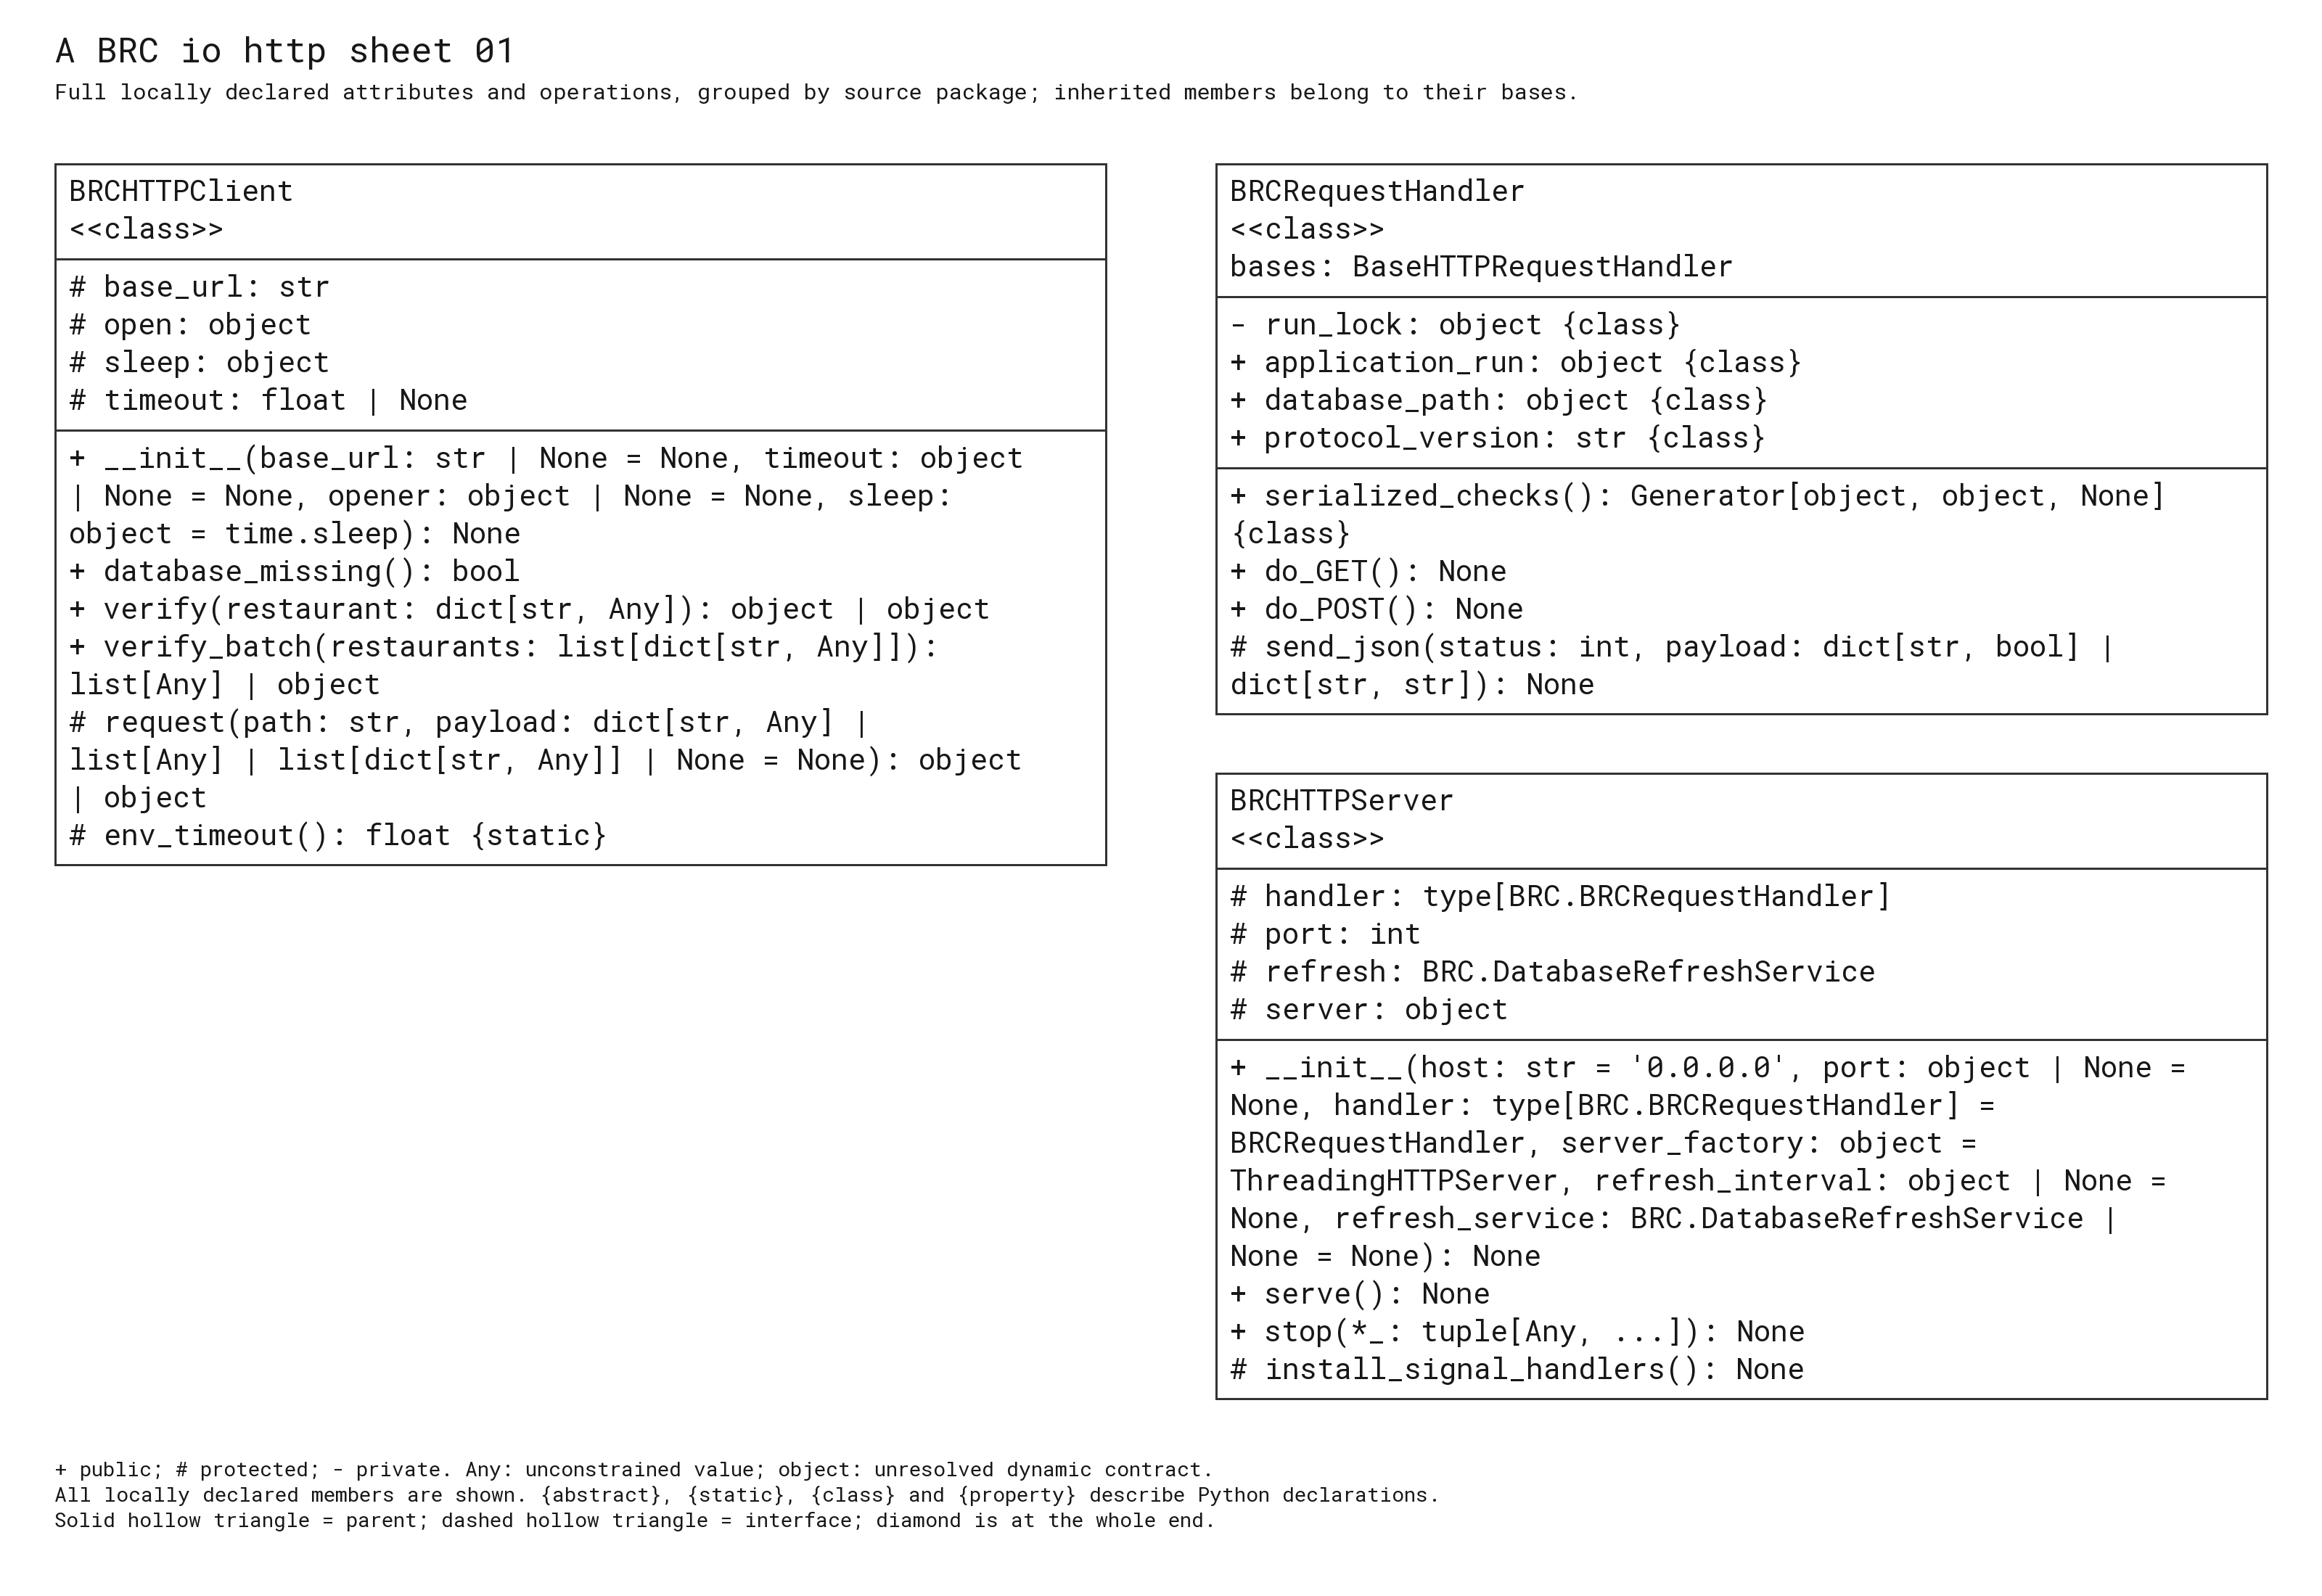 A BRC io http sheet 01
Full locally declared attributes and operations, grouped by source package; inherited members belong to their bases.
BRCHTTPClient
<<class>>
# base_url: str
# open: object
# sleep: object
# timeout: float | None
+ __init__(base_url: str | None = None, timeout: object
| None = None, opener: object | None = None, sleep:
object = time.sleep): None
+ database_missing(): bool
+ verify(restaurant: dict[str, Any]): object | object
+ verify_batch(restaurants: list[dict[str, Any]]):
list[Any] | object
# request(path: str, payload: dict[str, Any] |
list[Any] | list[dict[str, Any]] | None = None): object
| object
# env_timeout(): float {static}
BRCRequestHandler
<<class>>
bases: BaseHTTPRequestHandler
- run_lock: object {class}
+ application_run: object {class}
+ database_path: object {class}
+ protocol_version: str {class}
+ serialized_checks(): Generator[object, object, None]
{class}
+ do_GET(): None
+ do_POST(): None
# send_json(status: int, payload: dict[str, bool] |
dict[str, str]): None
BRCHTTPServer
<<class>>
# handler: type[BRC.BRCRequestHandler]
# port: int
# refresh: BRC.DatabaseRefreshService
# server: object
+ __init__(host: str = '0.0.0.0', port: object | None =
None, handler: type[BRC.BRCRequestHandler] =
BRCRequestHandler, server_factory: object =
ThreadingHTTPServer, refresh_interval: object | None =
None, refresh_service: BRC.DatabaseRefreshService |
None = None): None
+ serve(): None
+ stop(*_: tuple[Any, ...]): None
# install_signal_handlers(): None
+ public; # protected; - private. Any: unconstrained value; object: unresolved dynamic contract.
All locally declared members are shown. {abstract}, {static}, {class} and {property} describe Python declarations.
Solid hollow triangle = parent; dashed hollow triangle = interface; diamond is at the whole end.